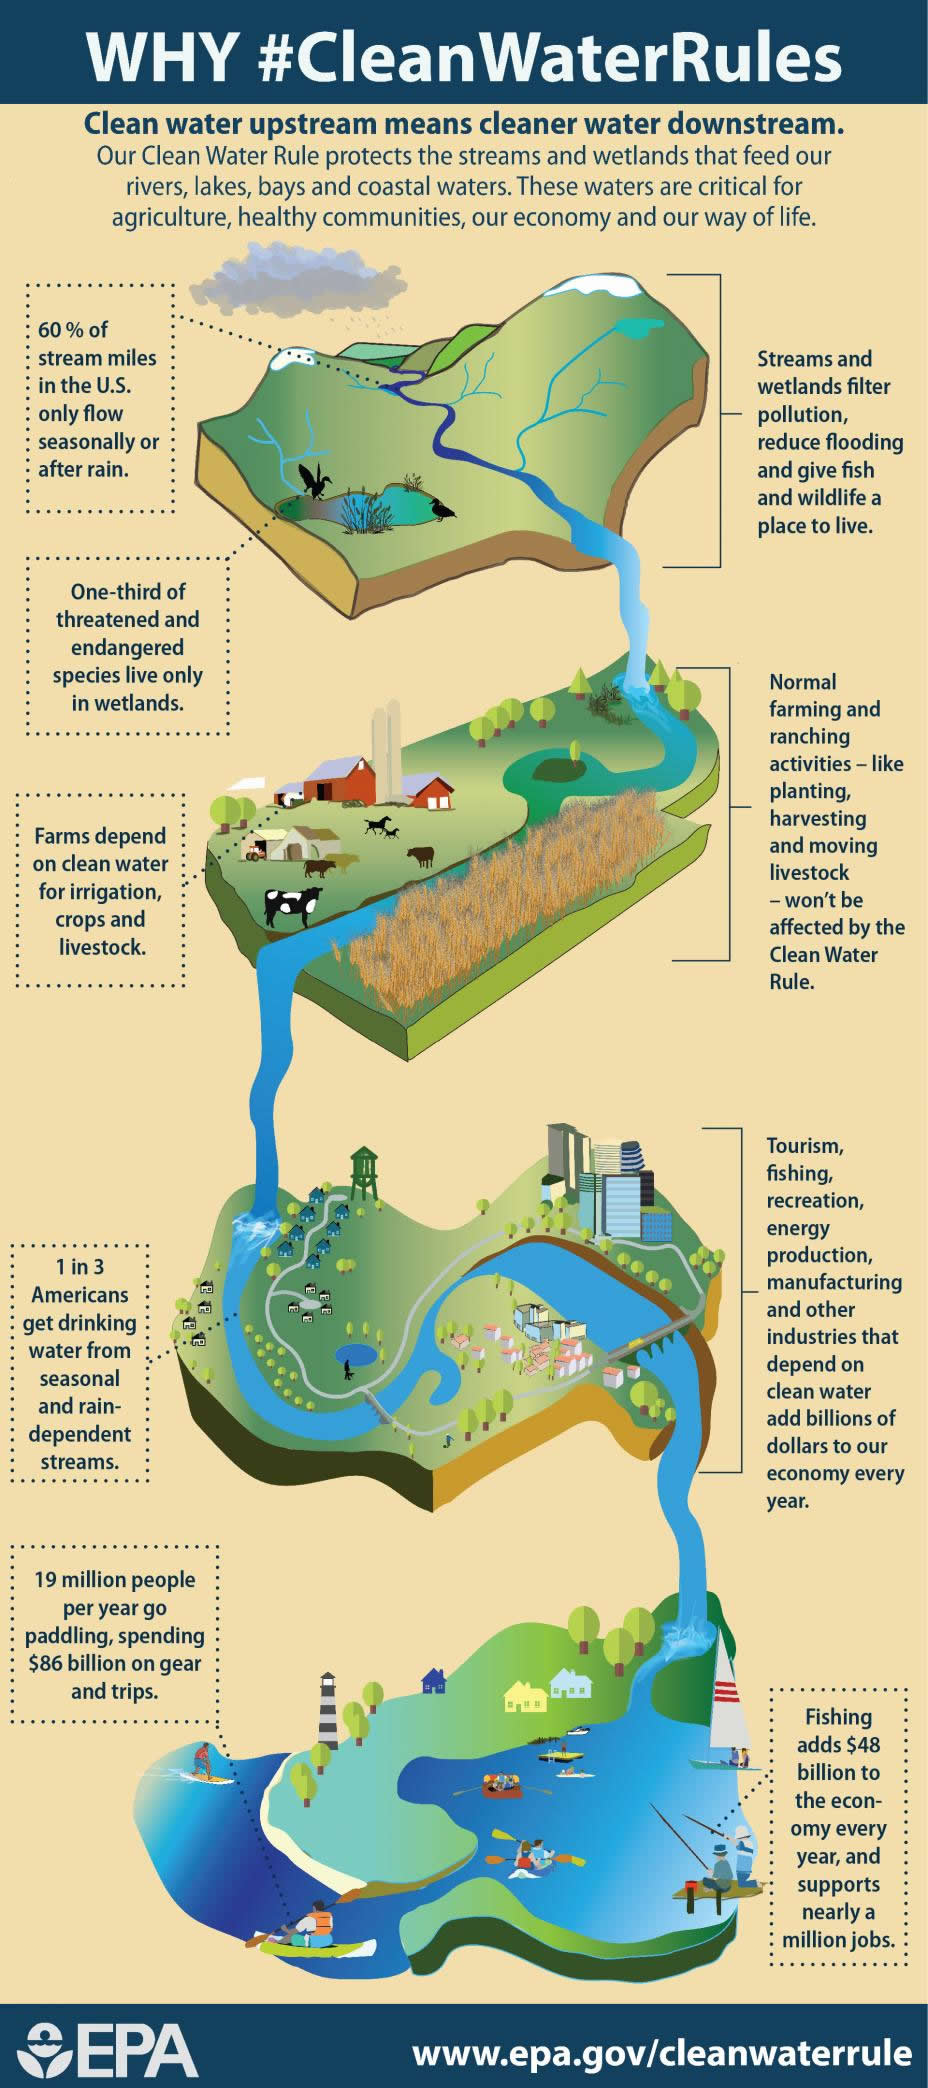 WHY #CleanWaterRules
Clean water upstream means cleaner water downstream.
Our Clean Water Rule protects the streams and wetlands that feed our
rivers, lakes, bays and coastal waters. These waters are critical for
agriculture, healthy communities, our economy and our way of life.
60 % of
stream miles
in the U.S.
only flow
seasonally or
after rain.
Streams and
wetlands filter
pollution,
reduce flooding
and give fish
and wildlife a
place to live.
One-third of
threatened and
endangered
species live only
in wetlands.
Normal
farming and
ranching
activities – like
planting,
harvesting
and moving
livestock
– won't be
affected by the
Clean Water
Rule.
Farms depend
on clean water
for irrigation,
crops and
livestock.
Tourism,
fishing,
recreation,
energy
production,
manufacturing
and other
industries that
depend on
clean water
add billions of
dollars to our
economy every
year.
1 in 3
Americans
get drinking
water from
seasonal
and rain-
dependent
streams.
19 million people
per year go
paddling, spending
$86 billion on gear
and trips.
Fishing
adds $48
billion to
the econ-
omy every
year, and
supports
nearly a
million jobs.
EPA
www.epa.gov/cleanwaterrule